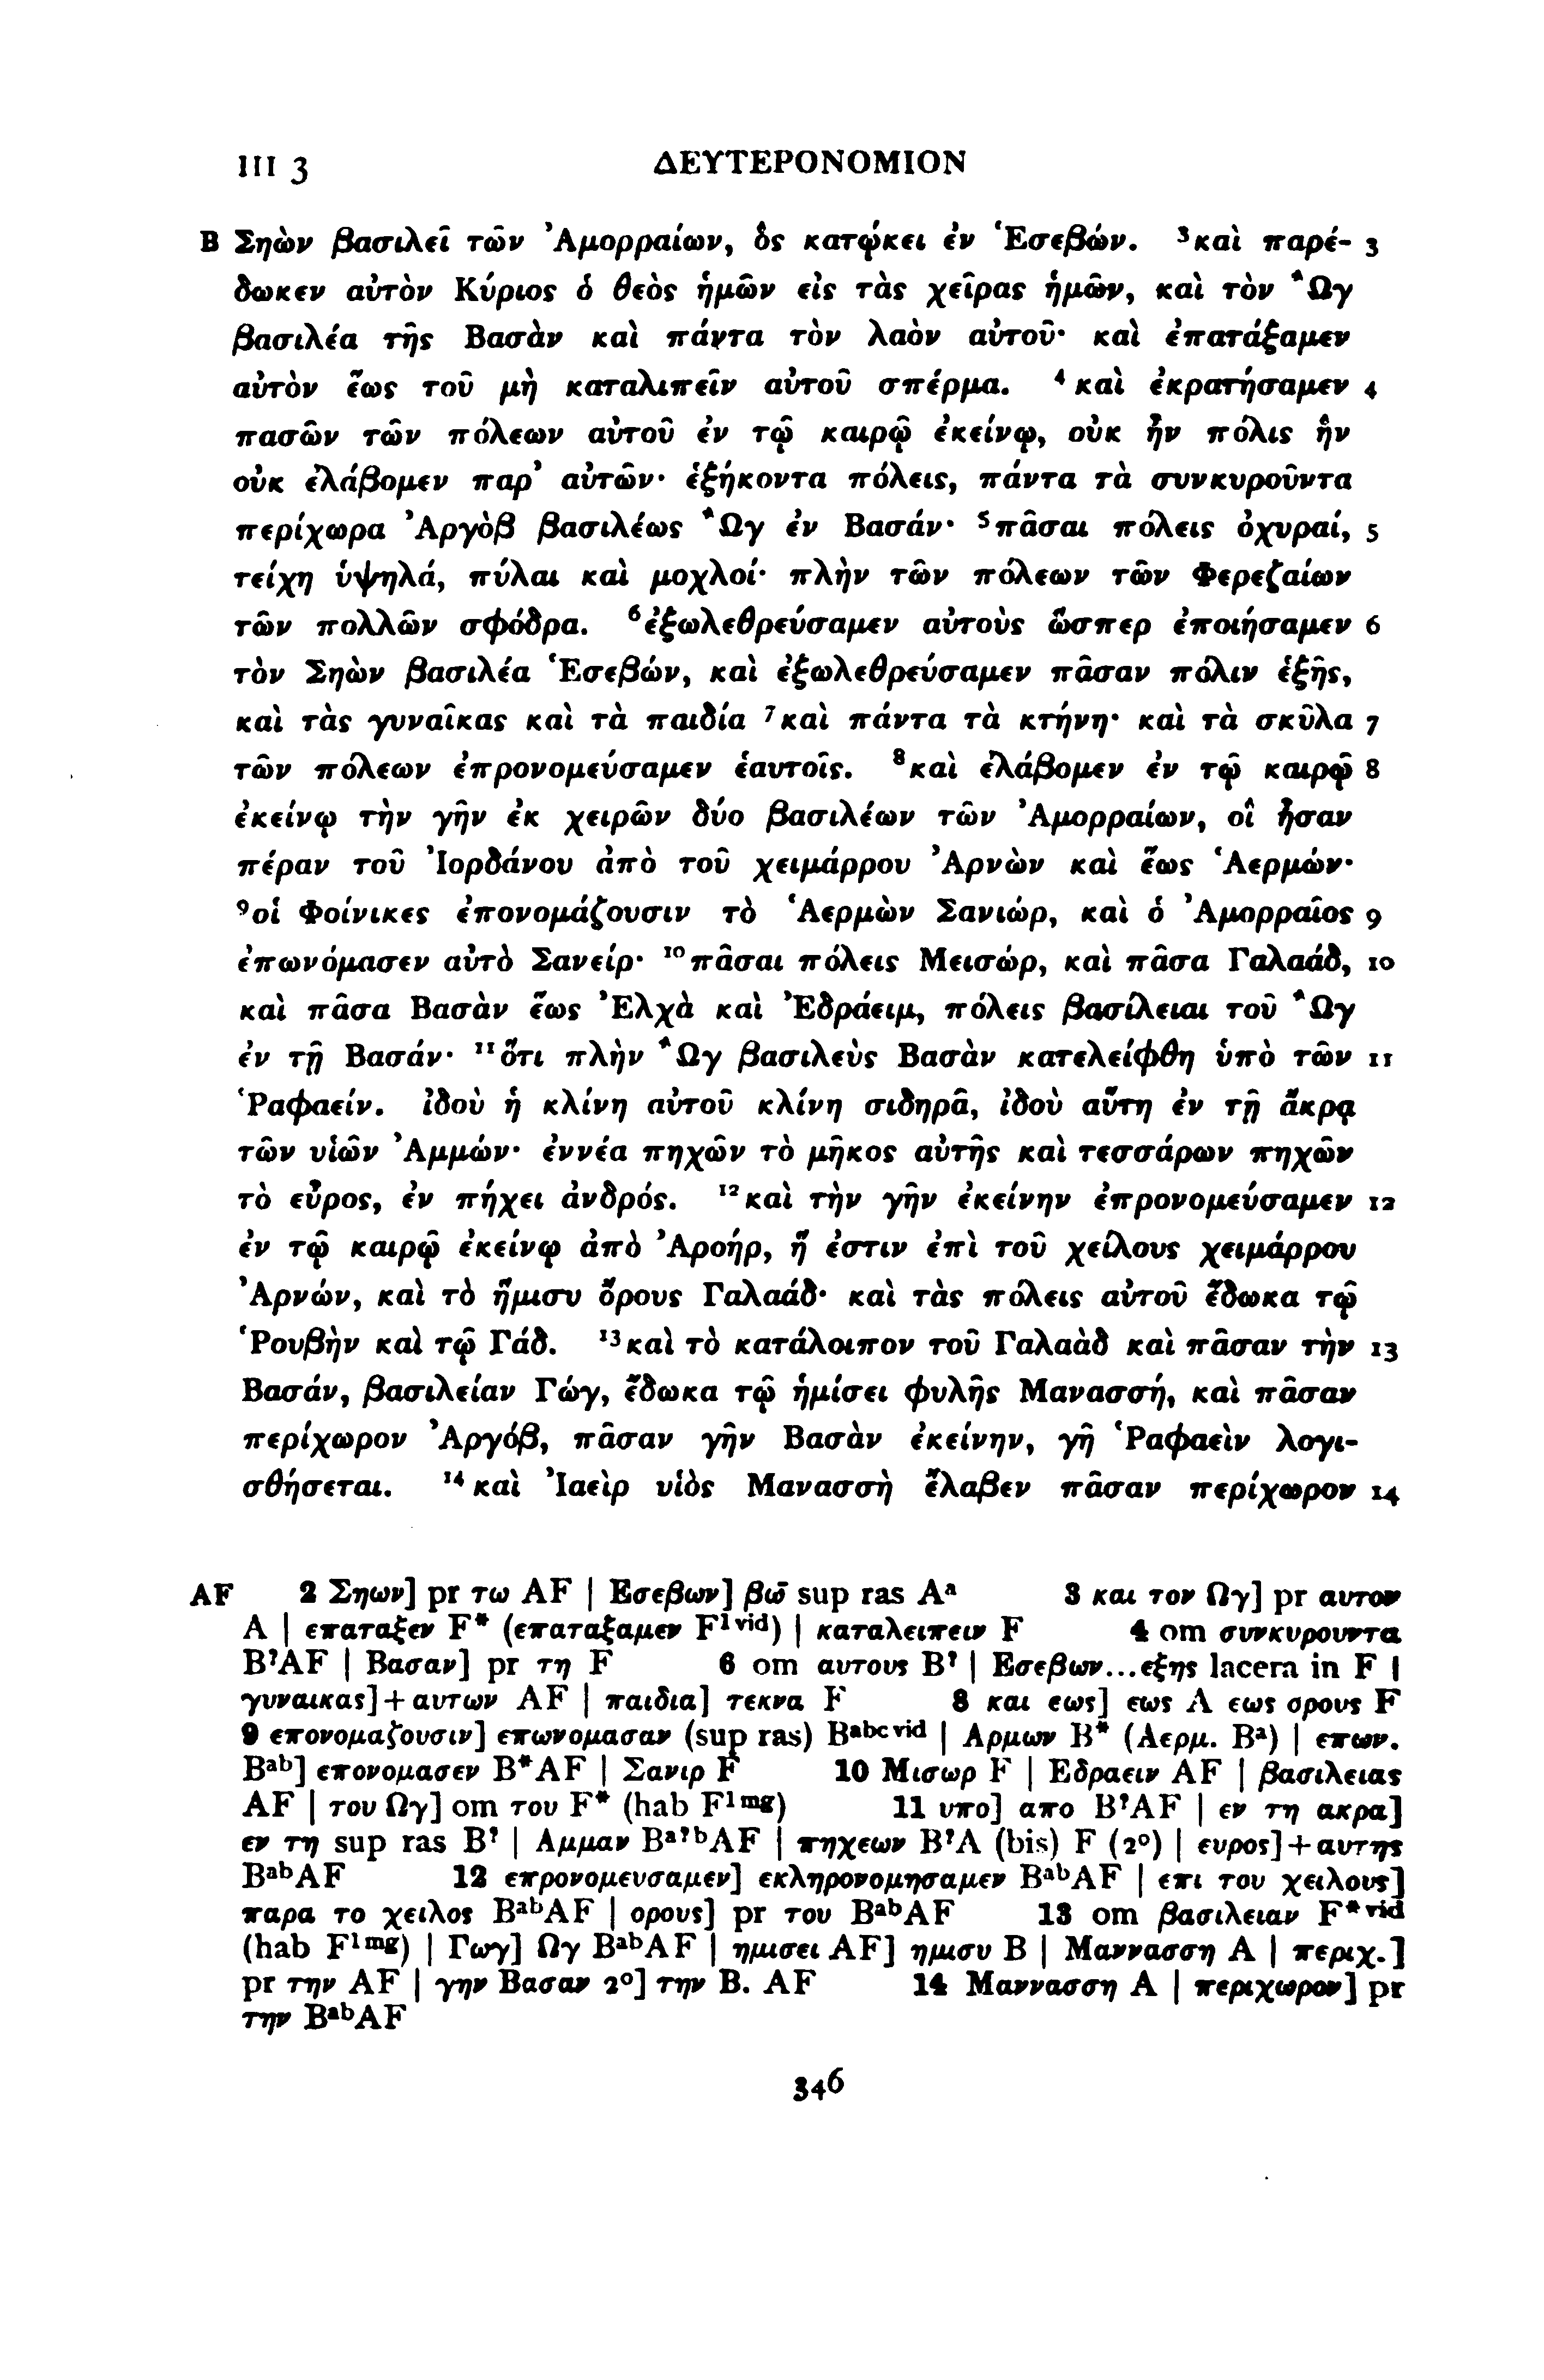 III 3 ΔΕΥΤΕΡΟΝΟΜΙΟΝ
B Σηὼν βασιλεῖ τῶν Ἀμορραίων, ὃς κατῴκει ἐν Ἑσεβών. ³καὶ παρέ- 3
δωκεν αὐτὸν Κύριος ὁ θεὸς ἡμῶν εἰς τὰς χεῖρας ἡμῶν, καὶ τὸν Ὢγ
βασιλέα τῆς Βασὰν καὶ πάντα τὸν λαὸν αὐτοῦ· καὶ ἐπατάξαμεν
αὐτὸν ἕως τοῦ μὴ καταλιπεῖν αὐτοῦ σπέρμα. ⁴καὶ ἐκρατήσαμεν 4
πασῶν τῶν πόλεων αὐτοῦ ἐν τῷ καιρῷ ἐκείνῳ, οὐκ ἦν πόλις ἣν
οὐκ ἐλάβομεν παρ’ αὐτῶν· ἑξήκοντα πόλεις, πάντα τὰ συνκυροῦντα
περίχωρα Ἀργὸβ βασιλέως Ὢγ ἐν Βασάν· ⁵πᾶσαι πόλεις ὀχυραί, 5
τείχη ὑψηλά, πύλαι καὶ μοχλοί· πλὴν τῶν πόλεων τῶν Φερεζαίων
τῶν πολλῶν σφόδρα. ⁶ἐξωλεθρεύσαμεν αὐτοὺς ὥσπερ ἐποιήσαμεν 6
τὸν Σηὼν βασιλέα Ἑσεβών, καὶ ἐξωλεθρεύσαμεν πᾶσαν πόλιν ἑξῆς,
καὶ τὰς γυναῖκας καὶ τὰ παιδία ⁷καὶ πάντα τὰ κτήνη· καὶ τὰ σκῦλα 7
τῶν πόλεων ἐπρονομεύσαμεν ἑαυτοῖς. ⁸καὶ ἐλάβομεν ἐν τῷ καιρῷ 8
ἐκείνῳ τὴν γῆν ἐκ χειρῶν δύο βασιλέων τῶν Ἀμορραίων, οἳ ἦσαν
πέραν τοῦ Ἰορδάνου ἀπὸ τοῦ χειμάρρου Ἀρνὼν καὶ ἕως Ἁερμών·
⁹οἱ Φοίνικες ἐπονομάζουσιν τὸ Ἁερμὼν Σανιώρ, καὶ ὁ Ἀμορραῖος 9
ἐπωνόμασεν αὐτὸ Σανείρ· ¹⁰πᾶσαι πόλεις Μεισώρ, καὶ πᾶσα Γαλαάδ, 10
καὶ πᾶσα Βασὰν ἕως Ἐλχὰ καὶ Ἐδράειμ, πόλεις βασίλειαι τοῦ Ὢγ
ἐν τῇ Βασάν· ¹¹ὅτι πλὴν Ὢγ βασιλεὺς Βασὰν κατελείφθη ὑπὸ τῶν 11
Ῥαφαείν. ἰδοὺ ἡ κλίνη αὐτοῦ κλίνη σιδηρᾶ, ἰδοὺ αὕτη ἐν τῇ ἄκρᾳ
τῶν υἱῶν Ἀμμών· ἐννέα πηχῶν τὸ μῆκος αὐτῆς καὶ τεσσάρων πηχῶν
τὸ εὖρος, ἐν πήχει ἀνδρός. ¹²καὶ τὴν γῆν ἐκείνην ἐπρονομεύσαμεν 12
ἐν τῷ καιρῷ ἐκείνῳ ἀπὸ Ἀροήρ, ἥ ἐστιν ἐπὶ τοῦ χείλους χειμάρρου
Ἀρνών, καὶ τὸ ἥμισυ ὄρους Γαλαάδ· καὶ τὰς πόλεις αὐτοῦ ἔδωκα τῷ
Ῥουβὴν καὶ τῷ Γάδ. ¹³καὶ τὸ κατάλοιπον τοῦ Γαλαὰδ καὶ πᾶσαν τὴν 13
Βασάν, βασιλείαν Γώγ, ἔδωκα τῷ ἡμίσει φυλῆς Μανασσή, καὶ πᾶσαν
περίχωρον Ἀργόβ, πᾶσαν γῆν Βασὰν ἐκείνην, γῆ Ῥαφαεὶν λογι-
σθήσεται. ¹⁴καὶ Ἰαεὶρ υἱὸς Μανασσὴ ἔλαβεν πᾶσαν περίχωρον 14
AF 2 Σηων] pr τω AF | Εσεβων] βω̄ sup ras Aᵃ 3 και τον Ωγ] pr αυτον
A | επαταξεν F* (επαταξαμεν F¹ᵛⁱᵈ) | καταλειπειν F 4 om συνκυρουντα
B’AF | Βασαν] pr τη F 6 om αυτους B’ | Εσεβων...εξης lacera in F |
γυναικας]+αυτων AF | παιδια] τεκνα F 8 και εως] εως A εως ορους F
9 επονομαζουσιν] επωνομασαν (sup ras) Bᵃᵇᶜ ᵛⁱᵈ | Αρμων B* (Αερμ. Bᵃ) | επων.
Bᵃᵇ] επονομασεν B*AF | Σανιρ F 10 Μισωρ F | Εδραειν AF | βασιλειας
AF | του Ωγ] om του F* (hab F¹ᵐᵍ) 11 υπο] απο B’AF | εν τη ακρα]
εν τη sup ras B’ | Αμμαν Bᵃ’ᵇAF | πηχεων B’A (bis) F (2°) | ευρος]+αυτης
BᵃᵇAF 12 επρονομευσαμεν] εκληρονομησαμεν BᵃᵇAF | επι του χειλους]
παρα το χειλος BᵃᵇAF | ορους] pr του BᵃᵇAF 13 om βασιλειαν F*ᵛⁱᵈ
(hab F¹ᵐᵍ) | Γωγ] Ωγ BᵃᵇAF | ημισει AF] ημισυ B | Μαννασση A | περιχ.]
pr την AF | γην Βασαν 2°] την B. AF 14 Μαννασση A | περιχωρον] pr
την BᵃᵇAF
346